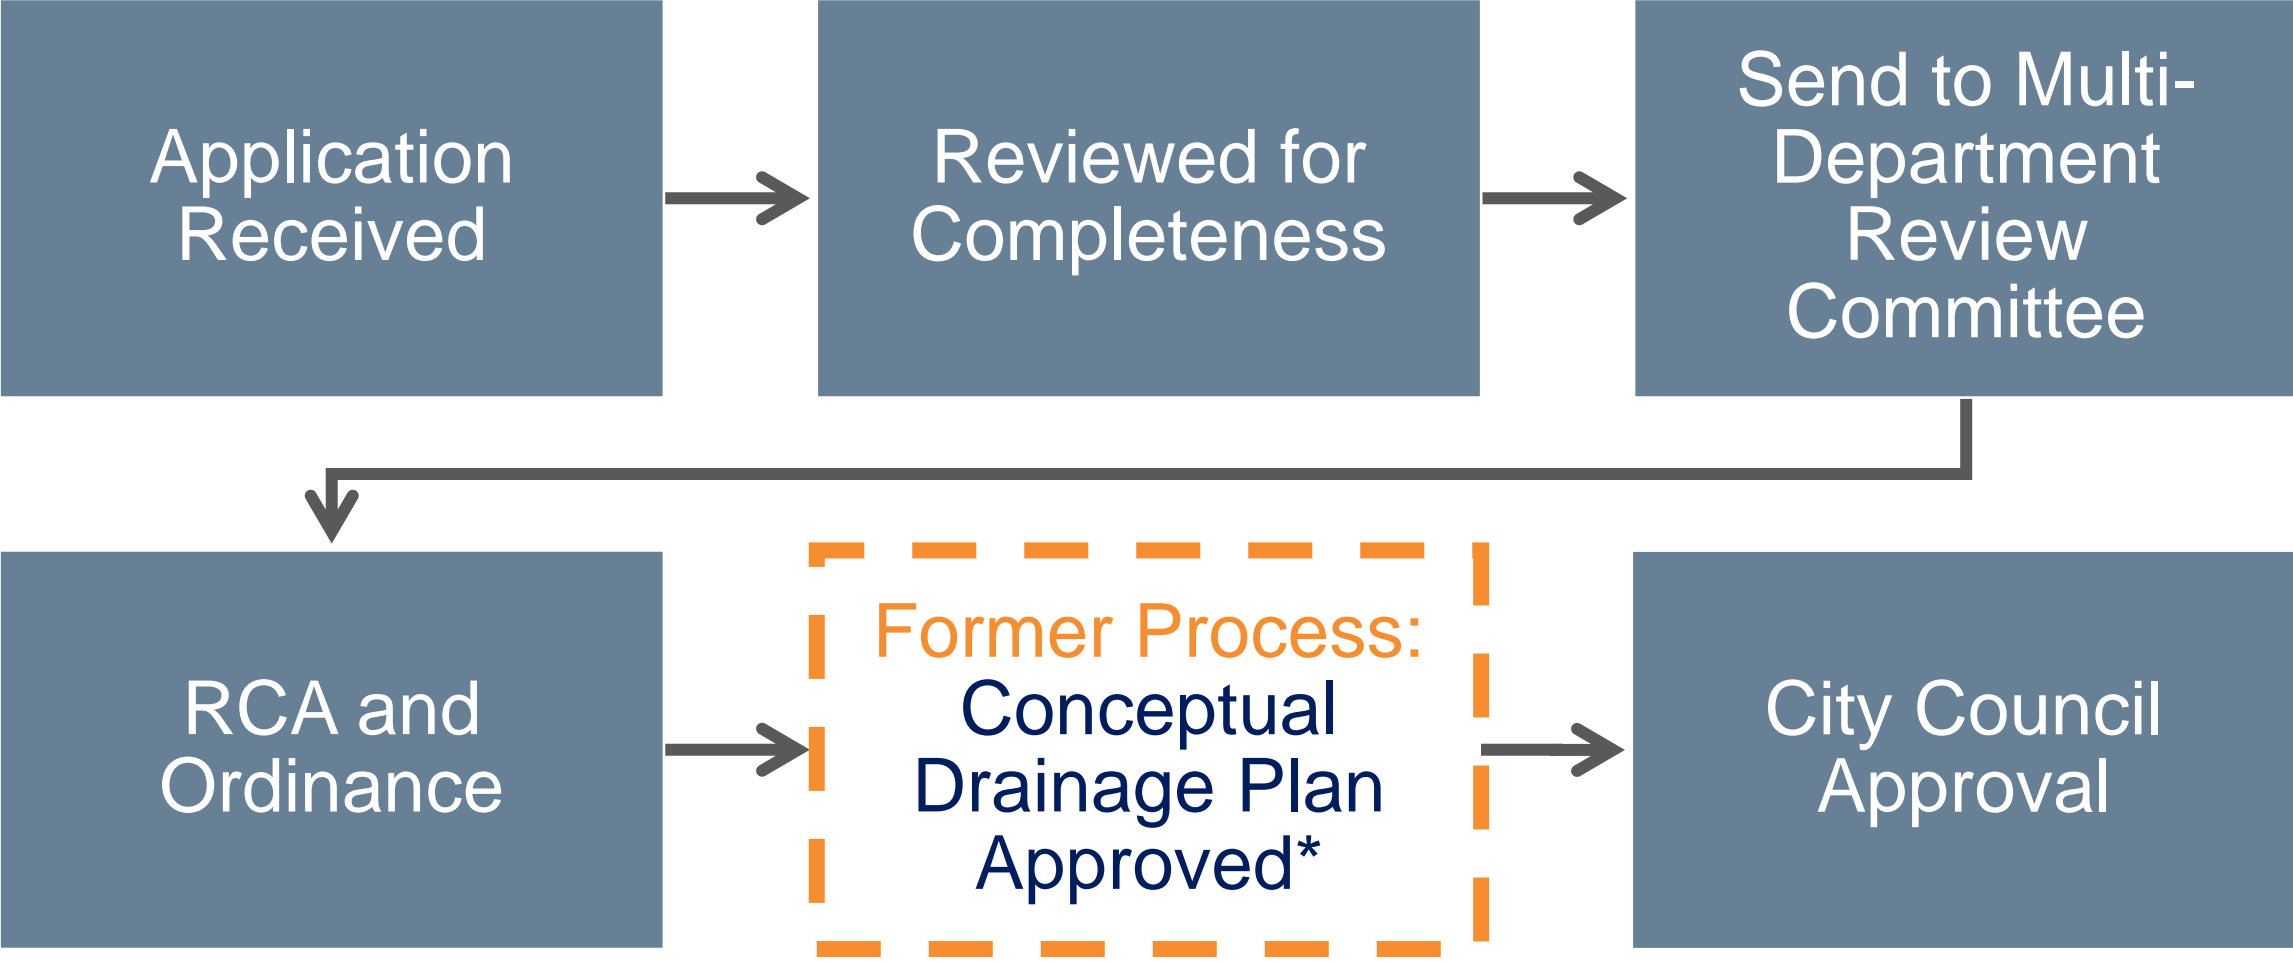 Application
Received
Reviewed for
Completeness
Send to Multi-
Department
Review
Committee
RCA and
Ordinance
Former Process:
Conceptual
Drainage Plan
Approved*
City Council
Approval